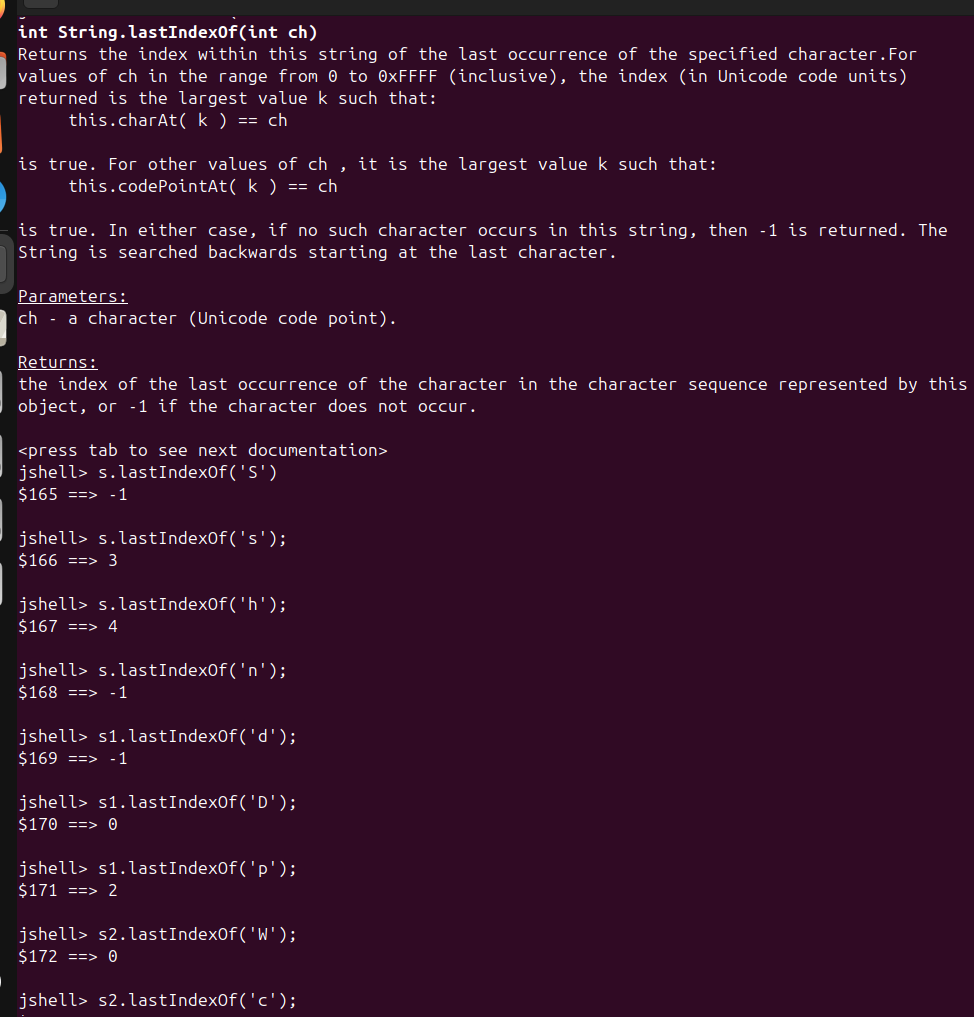 int String.lastIndexOf(int ch)
Returns the index within this string of the last occurrence of the specified character.For
values of ch in the range from 0 to 0xFFFF (inclusive), the index (in Unicode code units)
returned is the largest value k such that:
     this.charAt( k ) == ch
is true. For other values of ch , it is the largest value k such that:
     this.codePointAt( k ) == ch
is true. In either case, if no such character occurs in this string, then -1 is returned. The
String is searched backwards starting at the last character.
Parameters:
ch - a character (Unicode code point).
Returns:
the index of the last occurrence of the character in the character sequence represented by this
object, or -1 if the character does not occur.
<press tab to see next documentation>
jshell> s.lastIndexOf('S')
$165 ==> -1
jshell> s.lastIndexOf('s');
$166 ==> 3
jshell> s.lastIndexOf('h');
$167 ==> 4
jshell> s.lastIndexOf('n');
$168 ==> -1
jshell> s1.lastIndexOf('d');
$169 ==> -1
jshell> s1.lastIndexOf('D');
$170 ==> 0
jshell> s1.lastIndexOf('p');
$171 ==> 2
jshell> s2.lastIndexOf('W');
$172 ==> 0
jshell> s2.lastIndexOf('c');